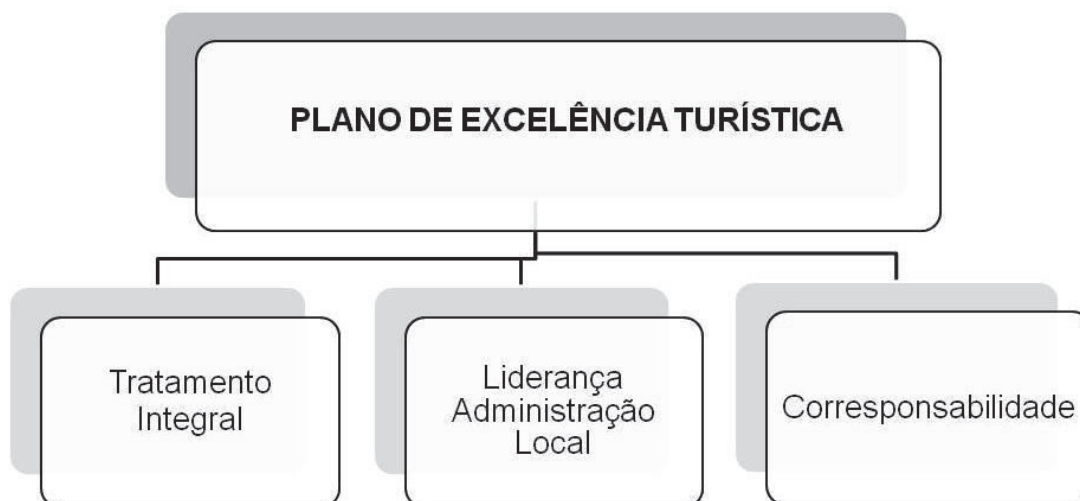 PLANO DE EXCELÊNCIA TURÍSTICA
Tratamento
Integral
Liderança
Administração
Local
Corresponsabilidade